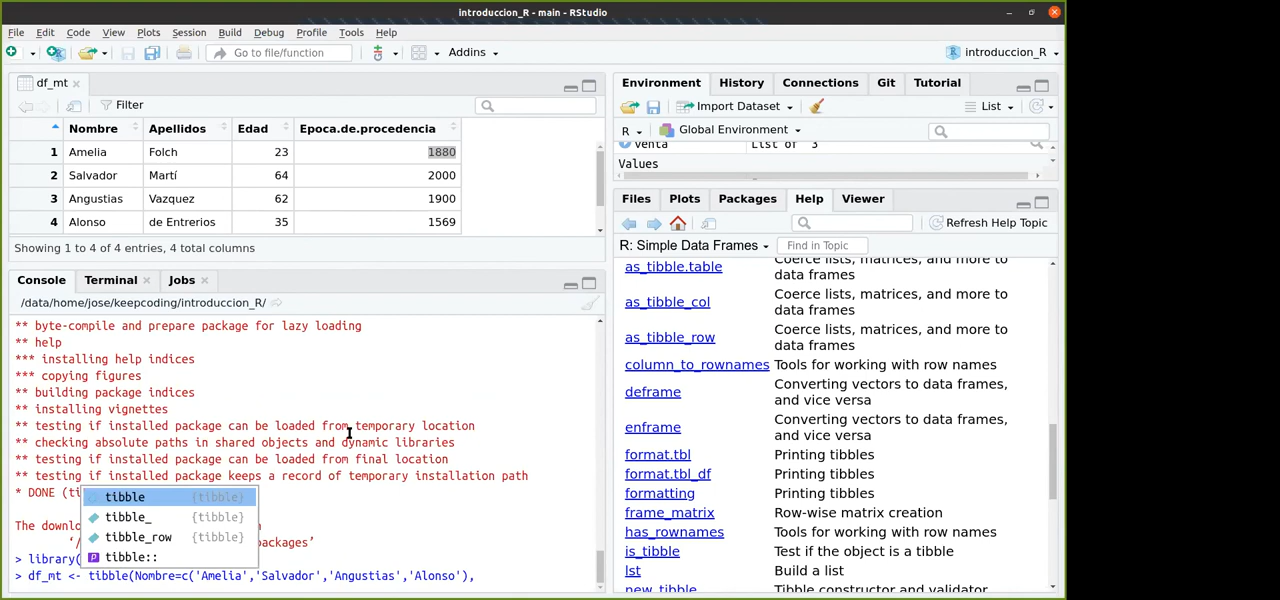 introduccion_R - main - RStudio
File Edit Code View Plots Session Build Debug Profile Tools Help
Go to file/function Addins introduccion_R
df_mt
Filter
Nombre Apellidos Edad Epoca.de.procedencia
1 Amelia Folch 23 1880
2 Salvador Martí 64 2000
3 Angustias Vazquez 62 1900
4 Alonso de Entrerios 35 1569
Showing 1 to 4 of 4 entries, 4 total columns
Console Terminal Jobs
/data/home/jose/keepcoding/introduccion_R/
** byte-compile and prepare package for lazy loading
** help
*** installing help indices
*** copying figures
** building package indices
** installing vignettes
** testing if installed package can be loaded from temporary location
** checking absolute paths in shared objects and dynamic libraries
** testing if installed package can be loaded from final location
** testing if installed package keeps a record of temporary installation path
* DONE (ti
tibble {tibble}
tibble_ {tibble}
tibble_row {tibble}
tibble::
The downlo
‘/ packages’
> library(
> df_mt <- tibble(Nombre=c('Amelia','Salvador','Angustias','Alonso'),
Environment History Connections Git Tutorial
Import Dataset List
R Global Environment
venta List of 3
Values
Files Plots Packages Help Viewer
Refresh Help Topic
R: Simple Data Frames Find in Topic
as_tibble.table Coerce lists, matrices, and more to
data frames
as_tibble_col Coerce lists, matrices, and more to
data frames
as_tibble_row Coerce lists, matrices, and more to
data frames
column_to_rownames Tools for working with row names
deframe Converting vectors to data frames,
and vice versa
enframe Converting vectors to data frames,
and vice versa
format.tbl Printing tibbles
format.tbl_df Printing tibbles
formatting Printing tibbles
frame_matrix Row-wise matrix creation
has_rownames Tools for working with row names
is_tibble Test if the object is a tibble
lst Build a list
new_tibble Tibble constructor and validator